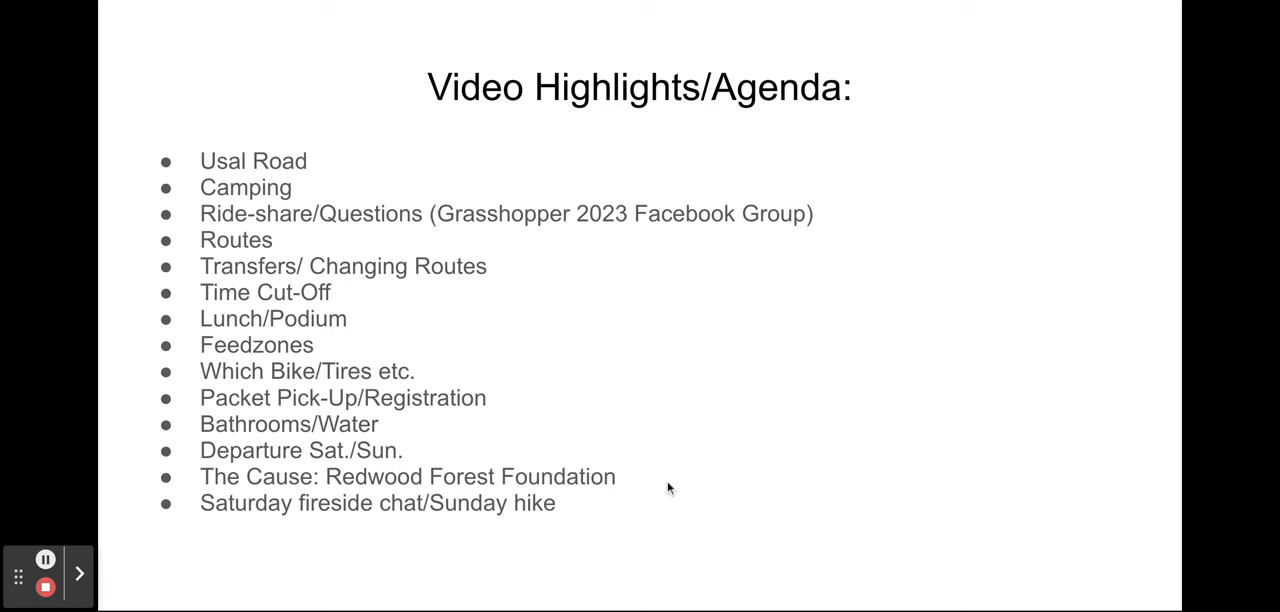 Video Highlights/Agenda:
● Usal Road
● Camping
● Ride-share/Questions (Grasshopper 2023 Facebook Group)
● Routes
● Transfers/ Changing Routes
● Time Cut-Off
● Lunch/Podium
● Feedzones
● Which Bike/Tires etc.
● Packet Pick-Up/Registration
● Bathrooms/Water
● Departure Sat./Sun.
● The Cause: Redwood Forest Foundation
● Saturday fireside chat/Sunday hike